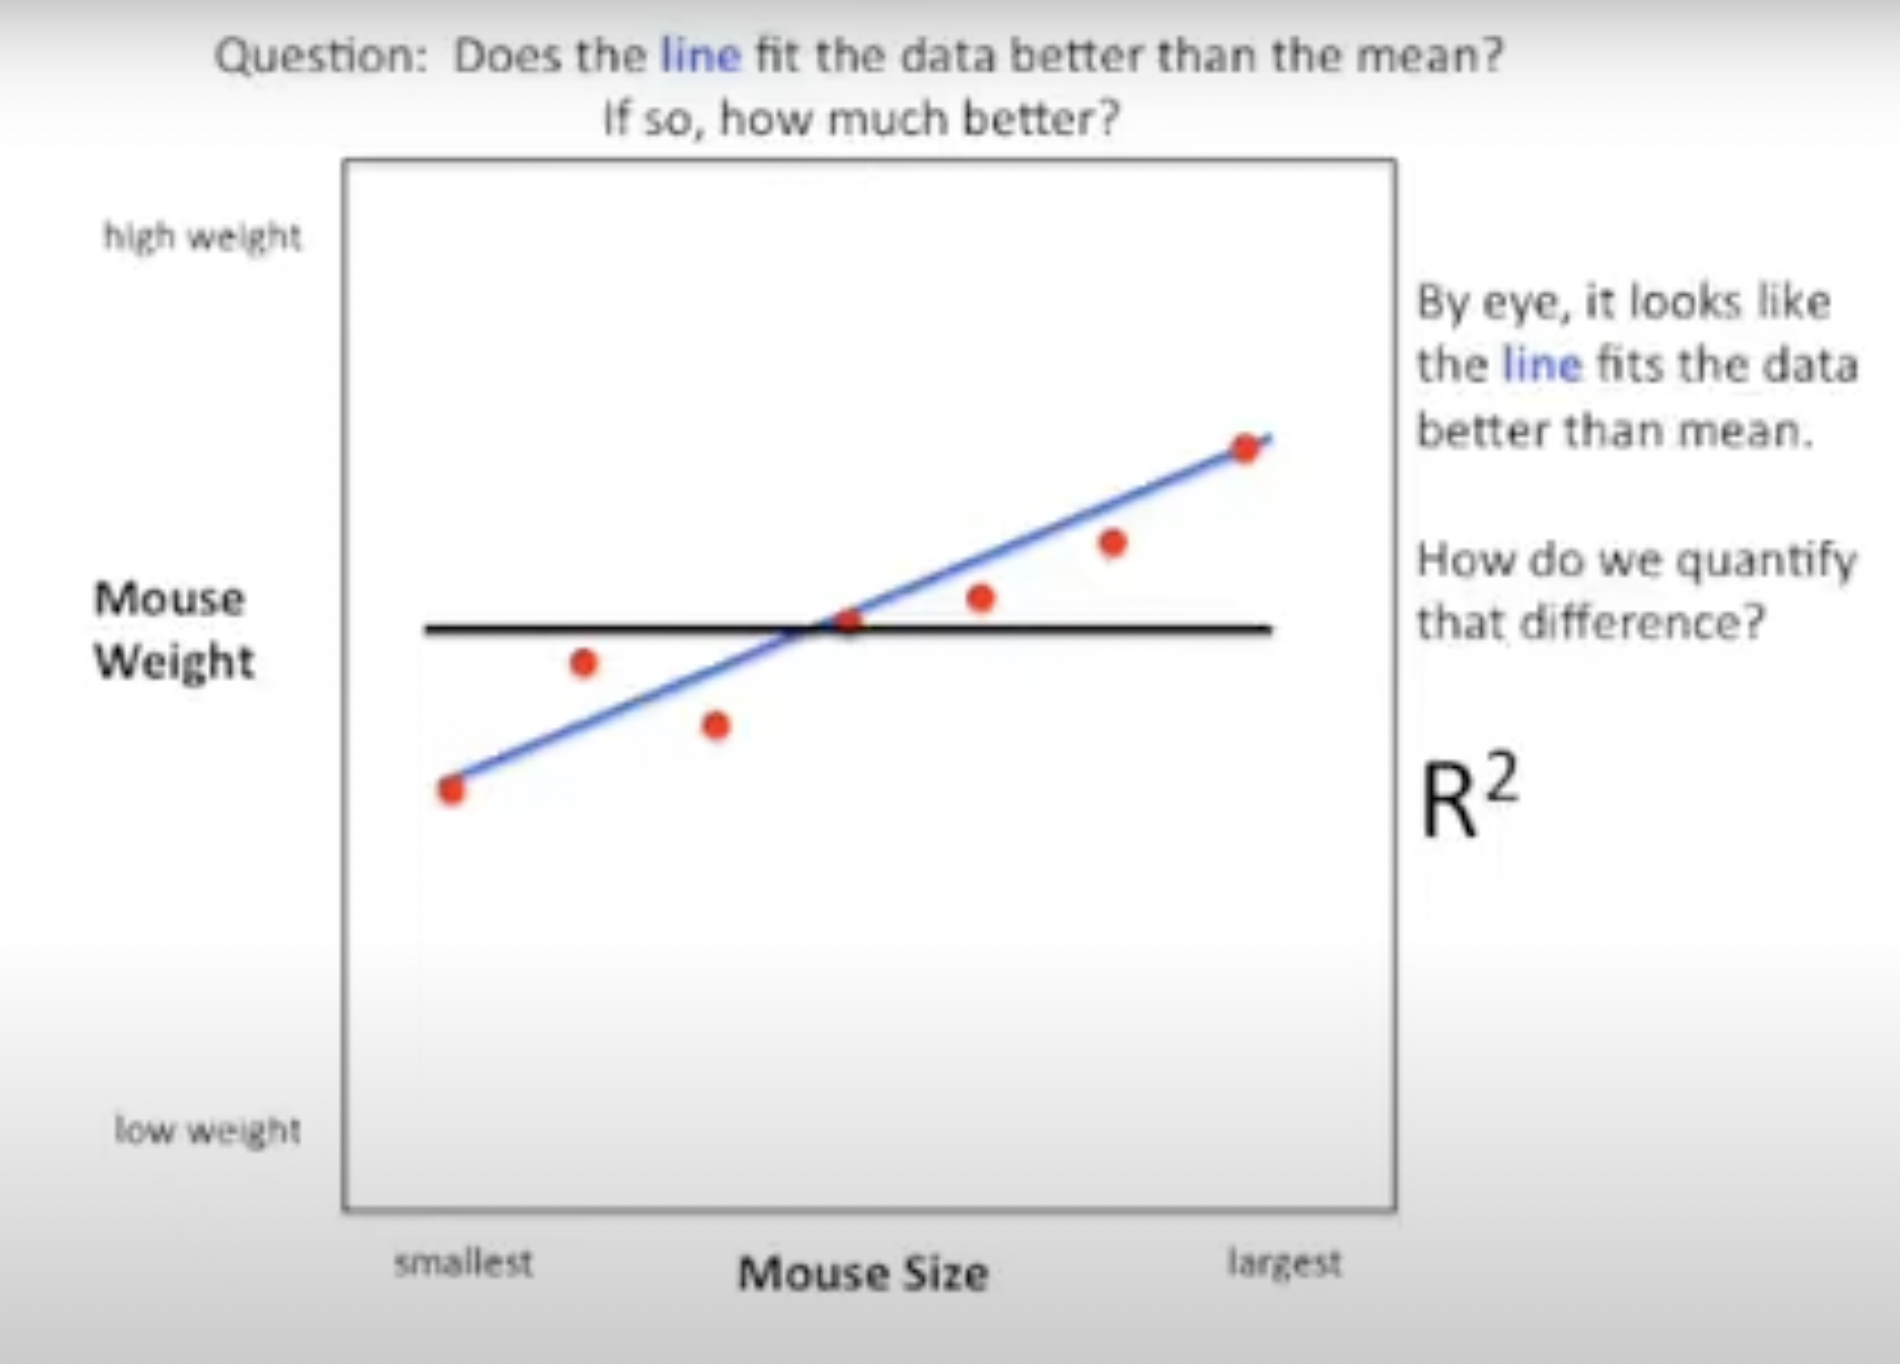 Question: Does the line fit the data better than the mean?
If so, how much better?
high weight
By eye, it looks like
the line fits the data
better than mean.
How do we quantify
that difference?
Mouse
Weight
R²
low weight
smallest
Mouse Size
largest